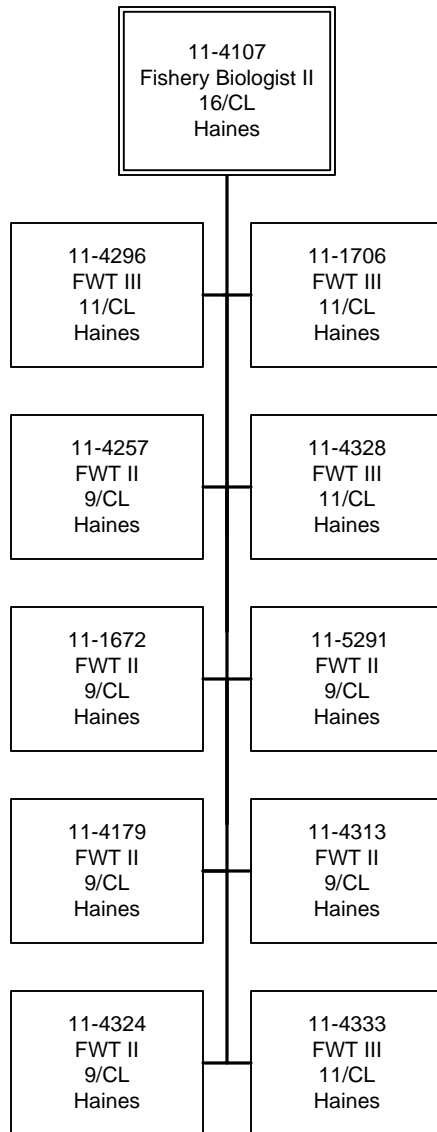 11-4107
Fishery Biologist II
16/CL
Haines
11-4296
FWT III
11/CL
Haines
11-1706
FWT III
11/CL
Haines
11-4257
FWT II
9/CL
Haines
11-4328
FWT III
11/CL
Haines
11-1672
FWT II
9/CL
Haines
11-5291
FWT II
9/CL
Haines
11-4179
FWT II
9/CL
Haines
11-4313
FWT II
9/CL
Haines
11-4324
FWT II
9/CL
Haines
11-4333
FWT III
11/CL
Haines